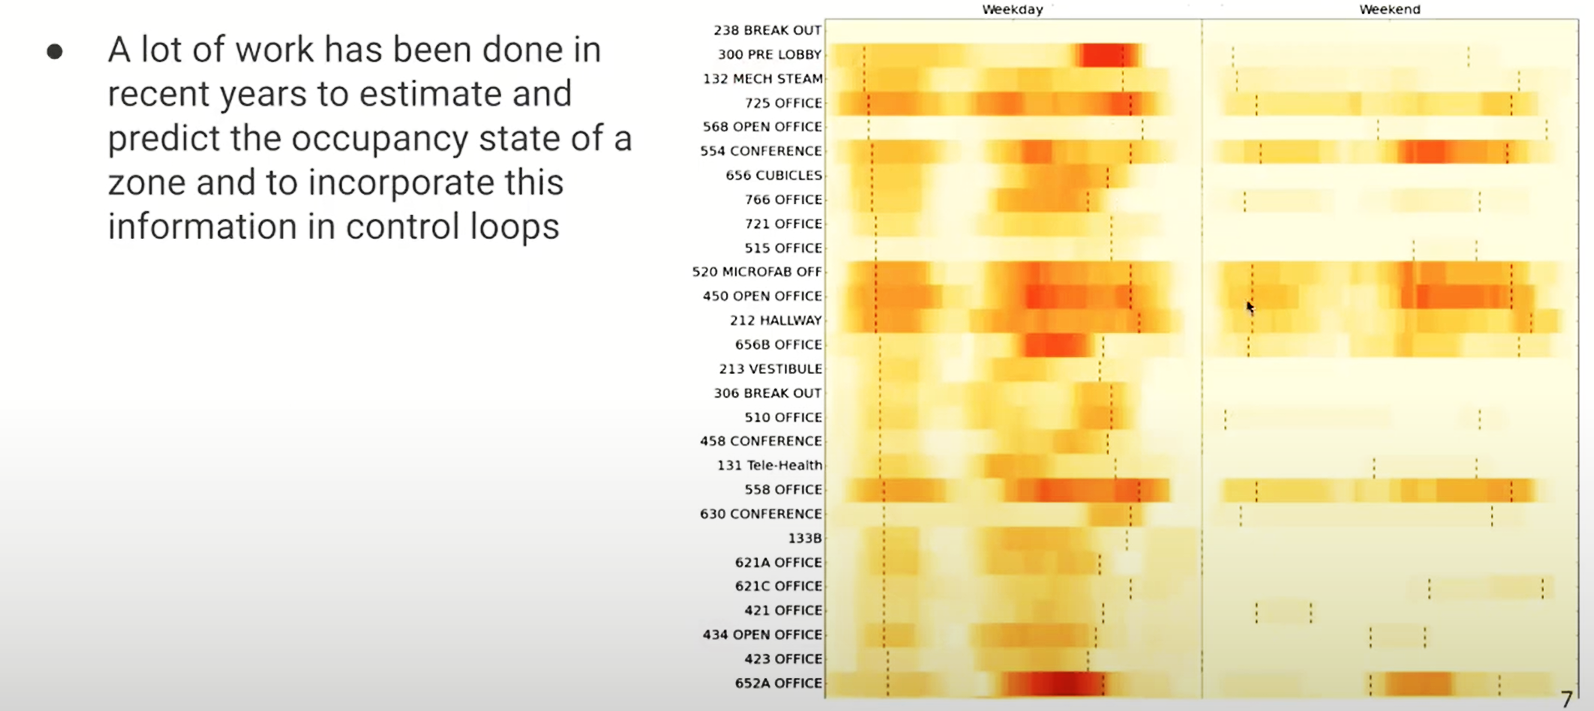 ● A lot of work has been done in
recent years to estimate and
predict the occupancy state of a
zone and to incorporate this
information in control loops
Weekday
Weekend
238 BREAK OUT
300 PRE LOBBY
132 MECH STEAM
725 OFFICE
568 OPEN OFFICE
554 CONFERENCE
656 CUBICLES
766 OFFICE
721 OFFICE
515 OFFICE
520 MICROFAB OFF
450 OPEN OFFICE
212 HALLWAY
656B OFFICE
213 VESTIBULE
306 BREAK OUT
510 OFFICE
458 CONFERENCE
131 Tele-Health
558 OFFICE
630 CONFERENCE
133B
621A OFFICE
621C OFFICE
421 OFFICE
434 OPEN OFFICE
423 OFFICE
652A OFFICE
7